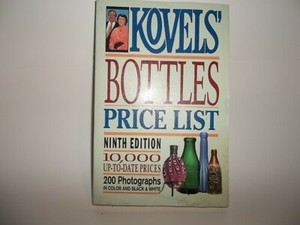 KOVELS'
BOTTLES
PRICE LIST
NINTH EDITION
10,000
UP-TO-DATE PRICES
200 Photographs
IN COLOR AND BLACK & WHITE